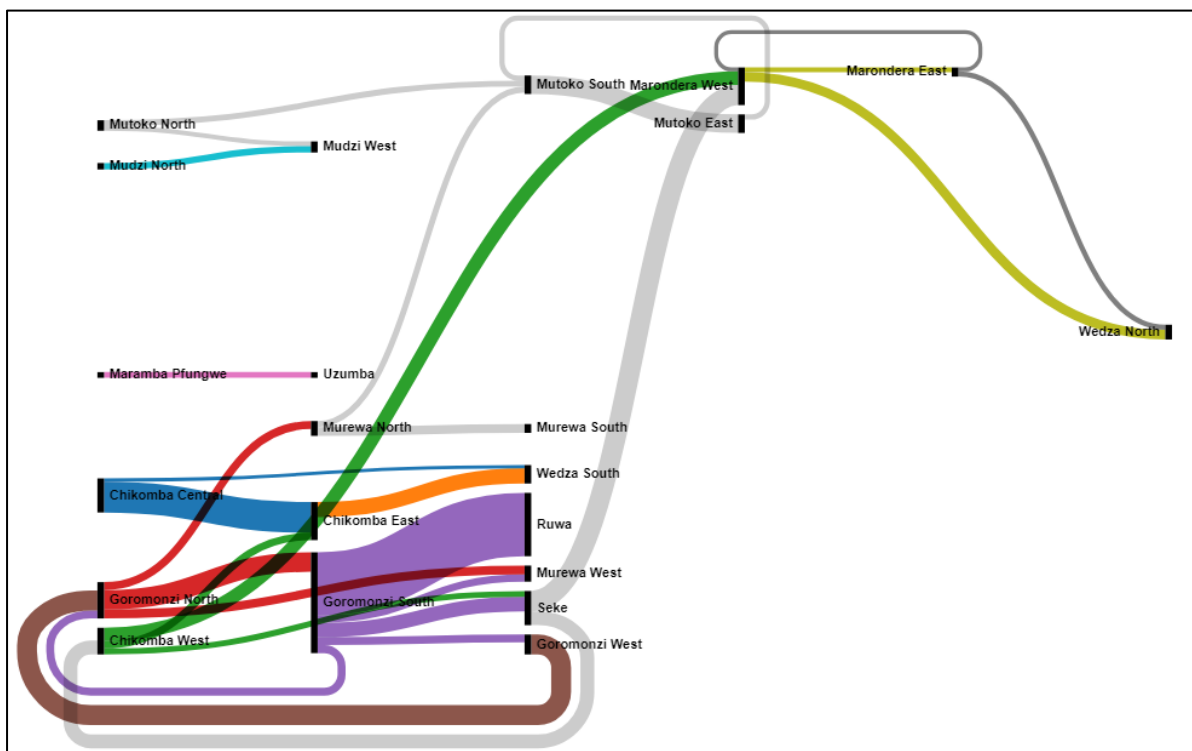 Mutoko South
Marondera West
Marondera East
Mutoko North
Mutoko East
Mudzi West
Mudzi North
Wedza North
Maramba Pfungwe
Uzumba
Murewa North
Murewa South
Wedza South
Chikomba Central
Chikomba East
Ruwa
Murewa West
Goromonzi North
Goromonzi South
Seke
Chikomba West
Goromonzi West